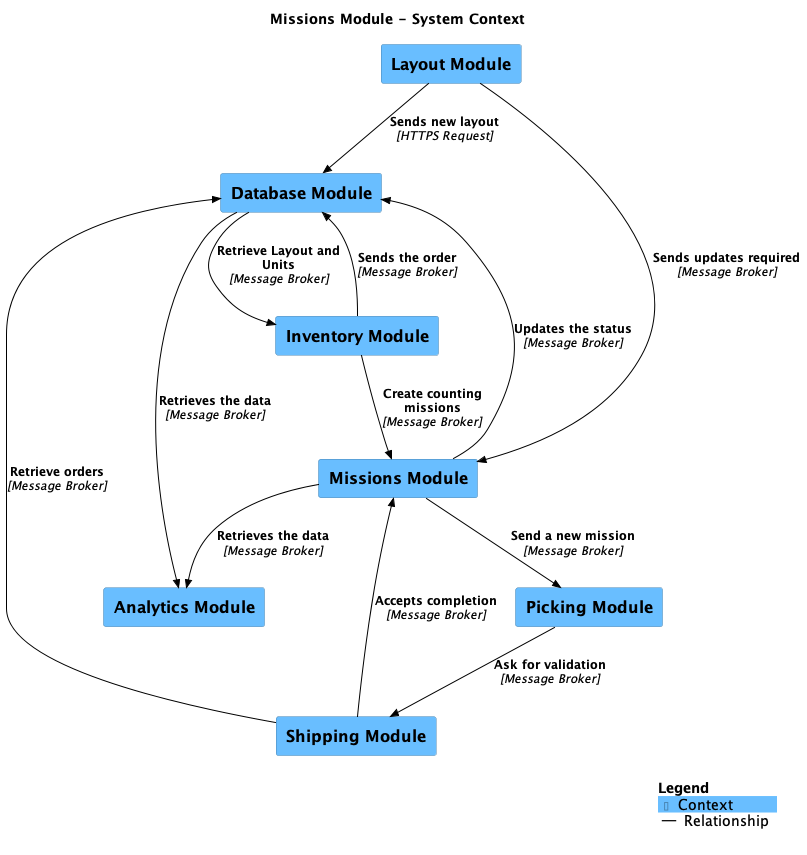 Missions Module - System Context
Layout Module
Sends new layout
[HTTPS Request]
Database Module
Retrieve Layout and
Units
[Message Broker]
Sends the order
[Message Broker]
Sends updates required
[Message Broker]
Inventory Module
Updates the status
[Message Broker]
Create counting
missions
[Message Broker]
Retrieves the data
[Message Broker]
Retrieve orders
[Message Broker]
Missions Module
Retrieves the data
[Message Broker]
Send a new mission
[Message Broker]
Analytics Module
Accepts completion
[Message Broker]
Picking Module
Ask for validation
[Message Broker]
Shipping Module
Legend
Context
Relationship